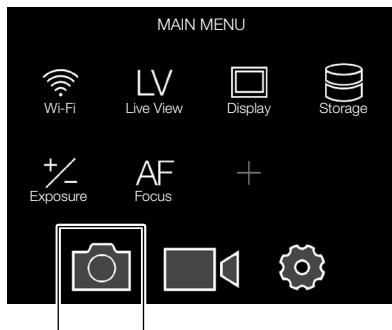 MAIN MENU
Wi-Fi
LV
Live View
Display
Storage
+/-
Exposure
AF
Focus
+